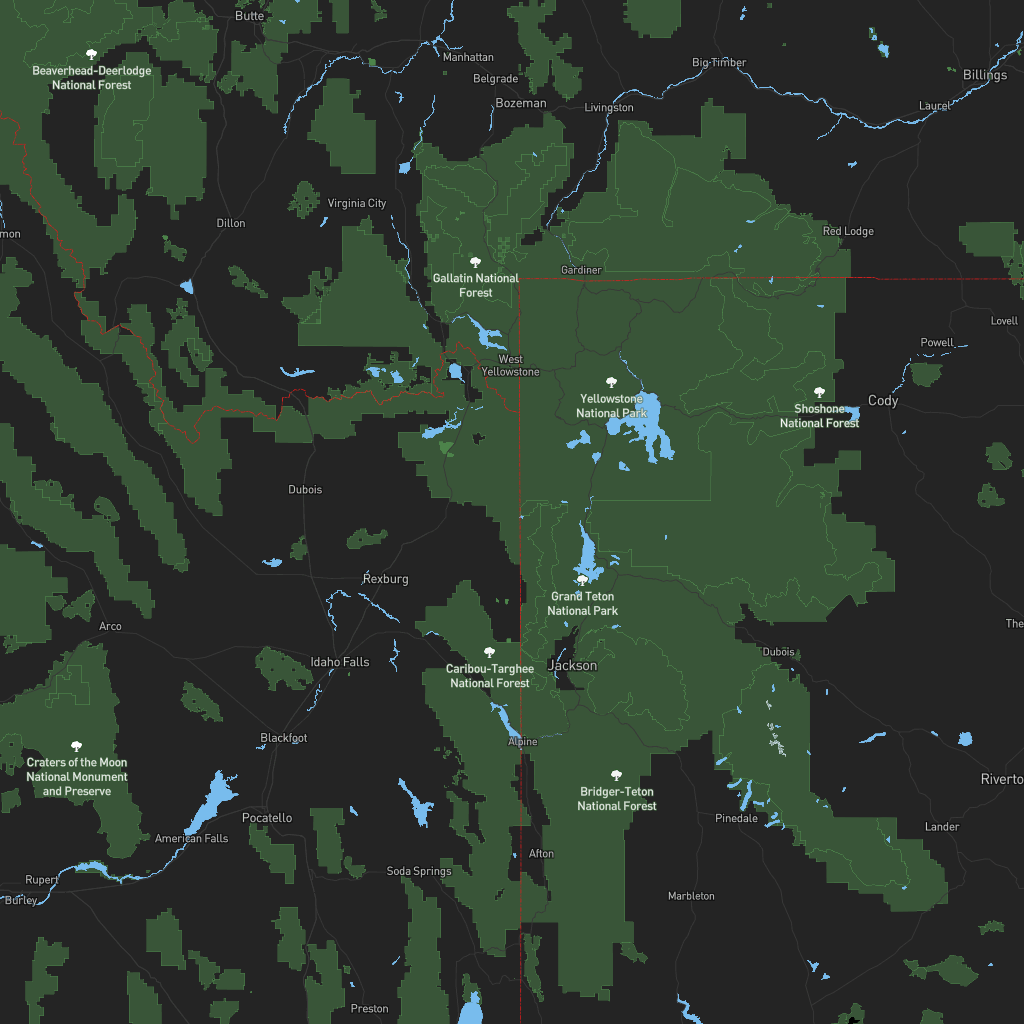 Butte
Manhattan
Beaverhead-Deerlodge
National Forest
Belgrade
Big Timber
Billings
Bozeman
Livingston
Laurel
Virginia City
Dillon
mon
Red Lodge
Gallatin National
Forest
Gardiner
Lovell
Powell
West
Yellowstone
Yellowstone
National Park
Shoshone
National Forest
Cody
Dubois
Rexburg
Grand Teton
National Park
Arco
The
Idaho Falls
Caribou-Targhee
National Forest
Jackson
Dubois
Blackfoot
Alpine
Craters of the Moon
National Monument
and Preserve
Bridger-Teton
National Forest
Riverto
Pocatello
Pinedale
American Falls
Lander
Afton
Soda Springs
Rupert
Burley
Marbleton
Preston